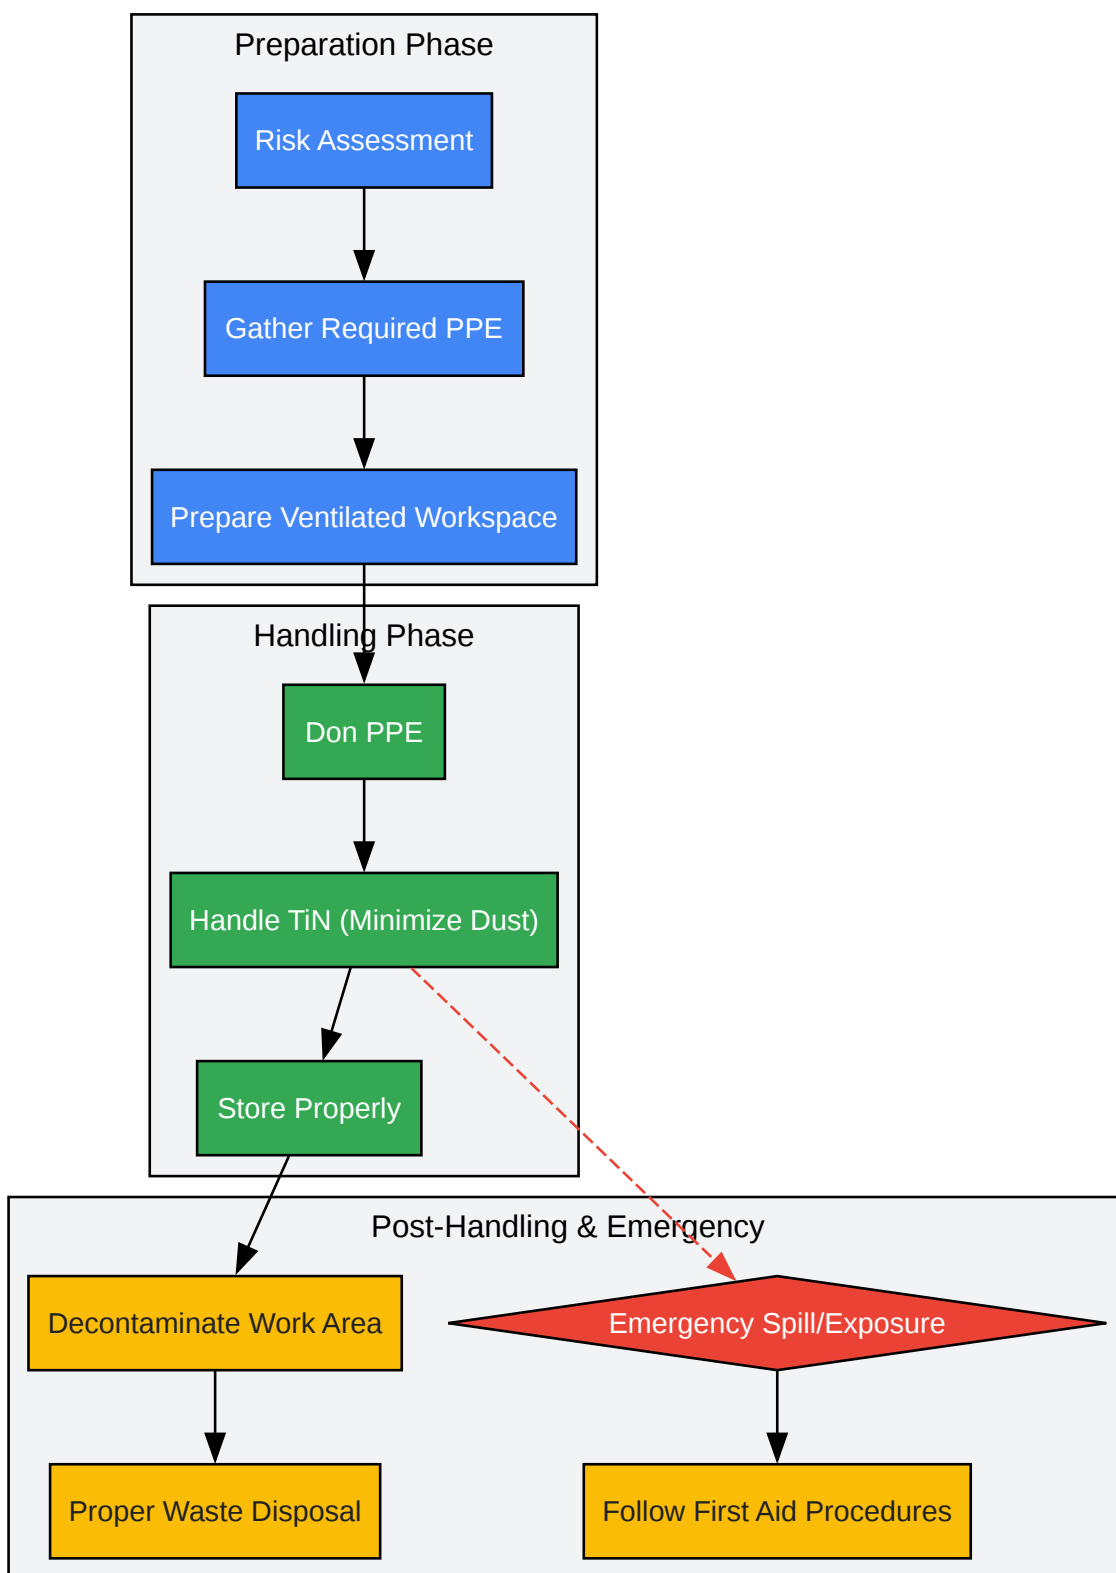 Preparation Phase
Risk Assessment
Gather Required PPE
Prepare Ventilated Workspace
Handling Phase
Don PPE
Handle TiN (Minimize Dust)
Store Properly
Post-Handling & Emergency
Decontaminate Work Area
Emergency Spill/Exposure
Proper Waste Disposal
Follow First Aid Procedures